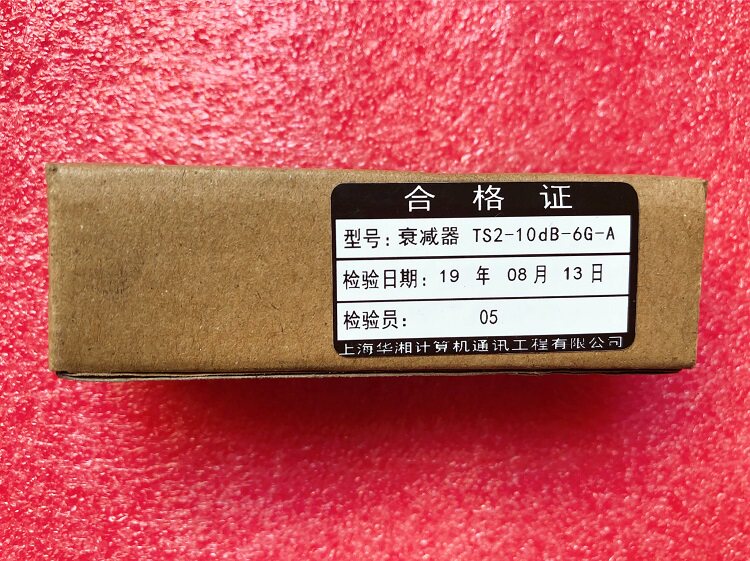 合格证
型号: 衰减器 TS2-10dB-6G-A
检验日期: 19 年 08 月 13 日
检验员: 05
上海华湘计算机通讯工程有限公司